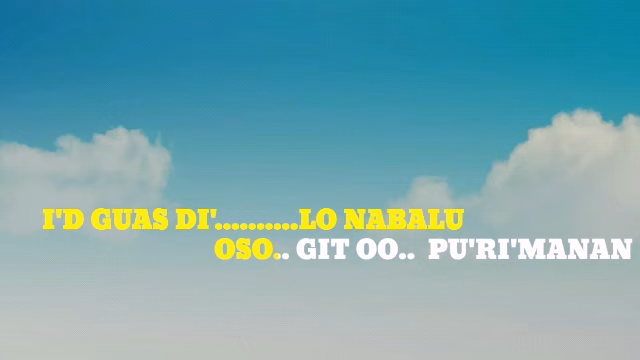 I'D GUAS DI'..........LO NABALU
OSO.. GIT OO..  PU'RI'MANAN